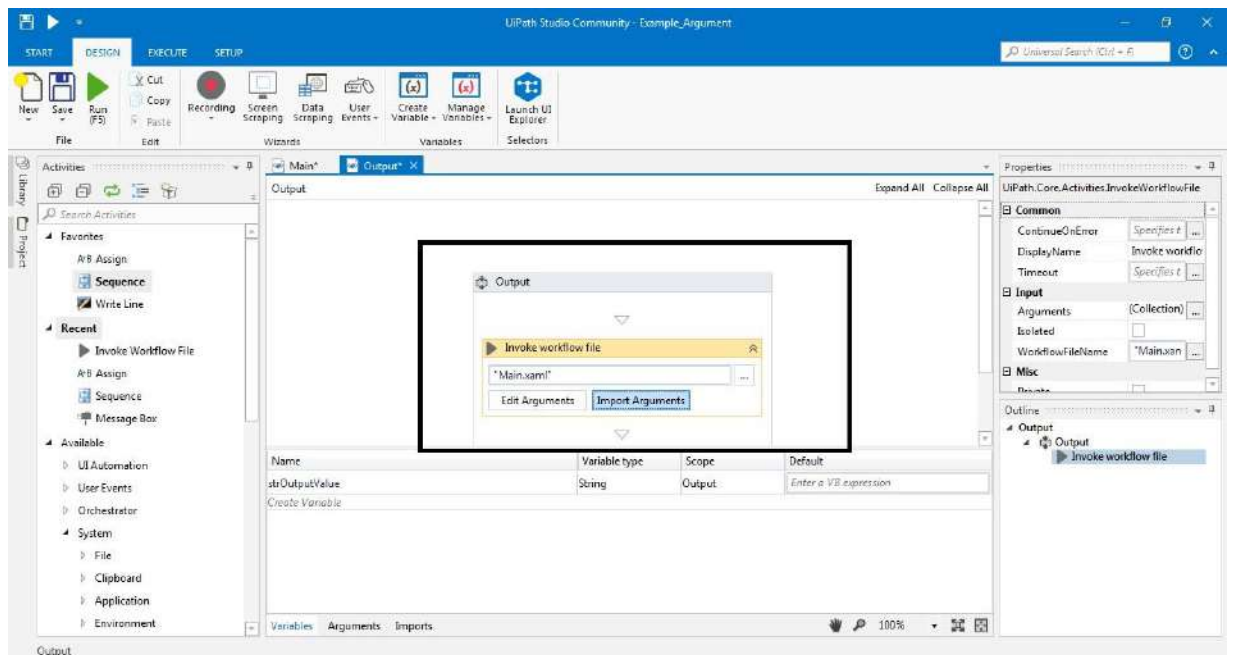 UiPath Studio Community - Example_Argument
START DESIGN EXECUTE SETUP
Universal Search (Ctrl + F)
New Save Run (F5)
Cut
Copy
Paste
Recording
Screen Scraping
Data Scraping
User Events
Create Variable
Manage Variables
Launch UI Explorer
File Edit Wizards Variables Selectors
Library
Project
Activities
Search Activities
Favorites
A*B Assign
Sequence
Write Line
Recent
Invoke Workflow File
A*B Assign
Sequence
Message Box
Available
UI Automation
User Events
Orchestrator
System
File
Clipboard
Application
Environment
Main* Output* X
Output Expand All Collapse All
Output
Invoke workflow file
"Main.xaml" ...
Edit Arguments Import Arguments
Name Variable type Scope Default
strOutputValue String Output Enter a VB expression
Create Variable
Variables Arguments Imports 100%
Properties
UiPath.Core.Activities.InvokeWorkflowFile
Common
ContinueOnError Specifies t ...
DisplayName Invoke workflo
Timeout Specifies t ...
Input
Arguments (Collection) ...
Isolated
WorkflowFileName "Main.xan ...
Misc
Private
Outline
Output
Output
Invoke workflow file
Output